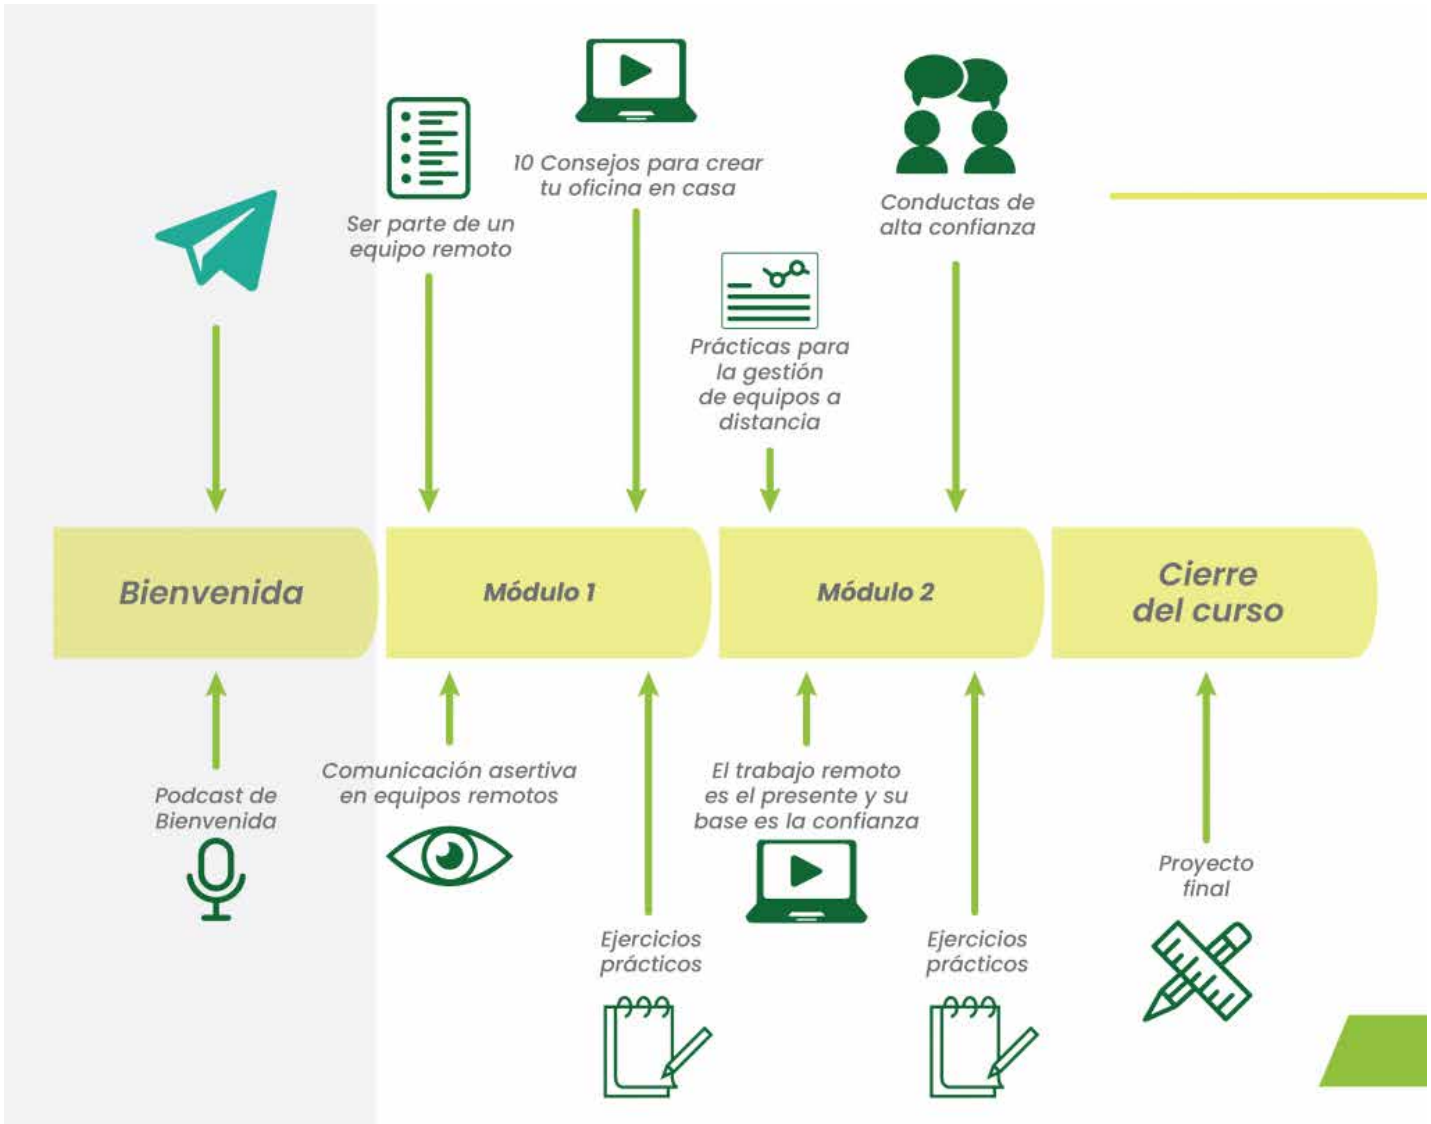 10 Consejos para crear
tu oficina en casa
Ser parte de un
equipo remoto
Conductas de
alta confianza
Prácticas para
la gestión
de equipos a
distancia
Bienvenida
Módulo 1
Módulo 2
Cierre
del curso
Podcast de
Bienvenida
Comunicación asertiva
en equipos remotos
El trabajo remoto
es el presente y su
base es la confianza
Proyecto
final
Ejercicios
prácticos
Ejercicios
prácticos